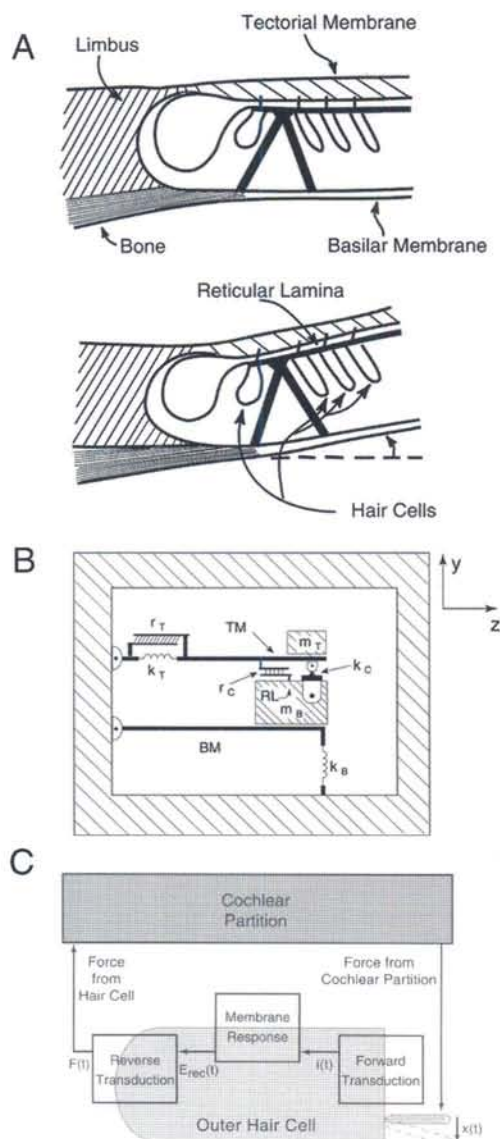 A
Tectorial Membrane
Limbus
Bone
Basilar Membrane
Reticular Lamina
Hair Cells
B
y
z
r T
TM
m T
k T
k C
r C
RL
m B
BM
k B
C
Cochlear
Partition
Force
from
Hair Cell
Force from
Cochlear Partition
Membrane
Response
F(t)
Reverse
Transduction
E rec(t)
i(t)
Forward
Transduction
Outer Hair Cell
x(t)